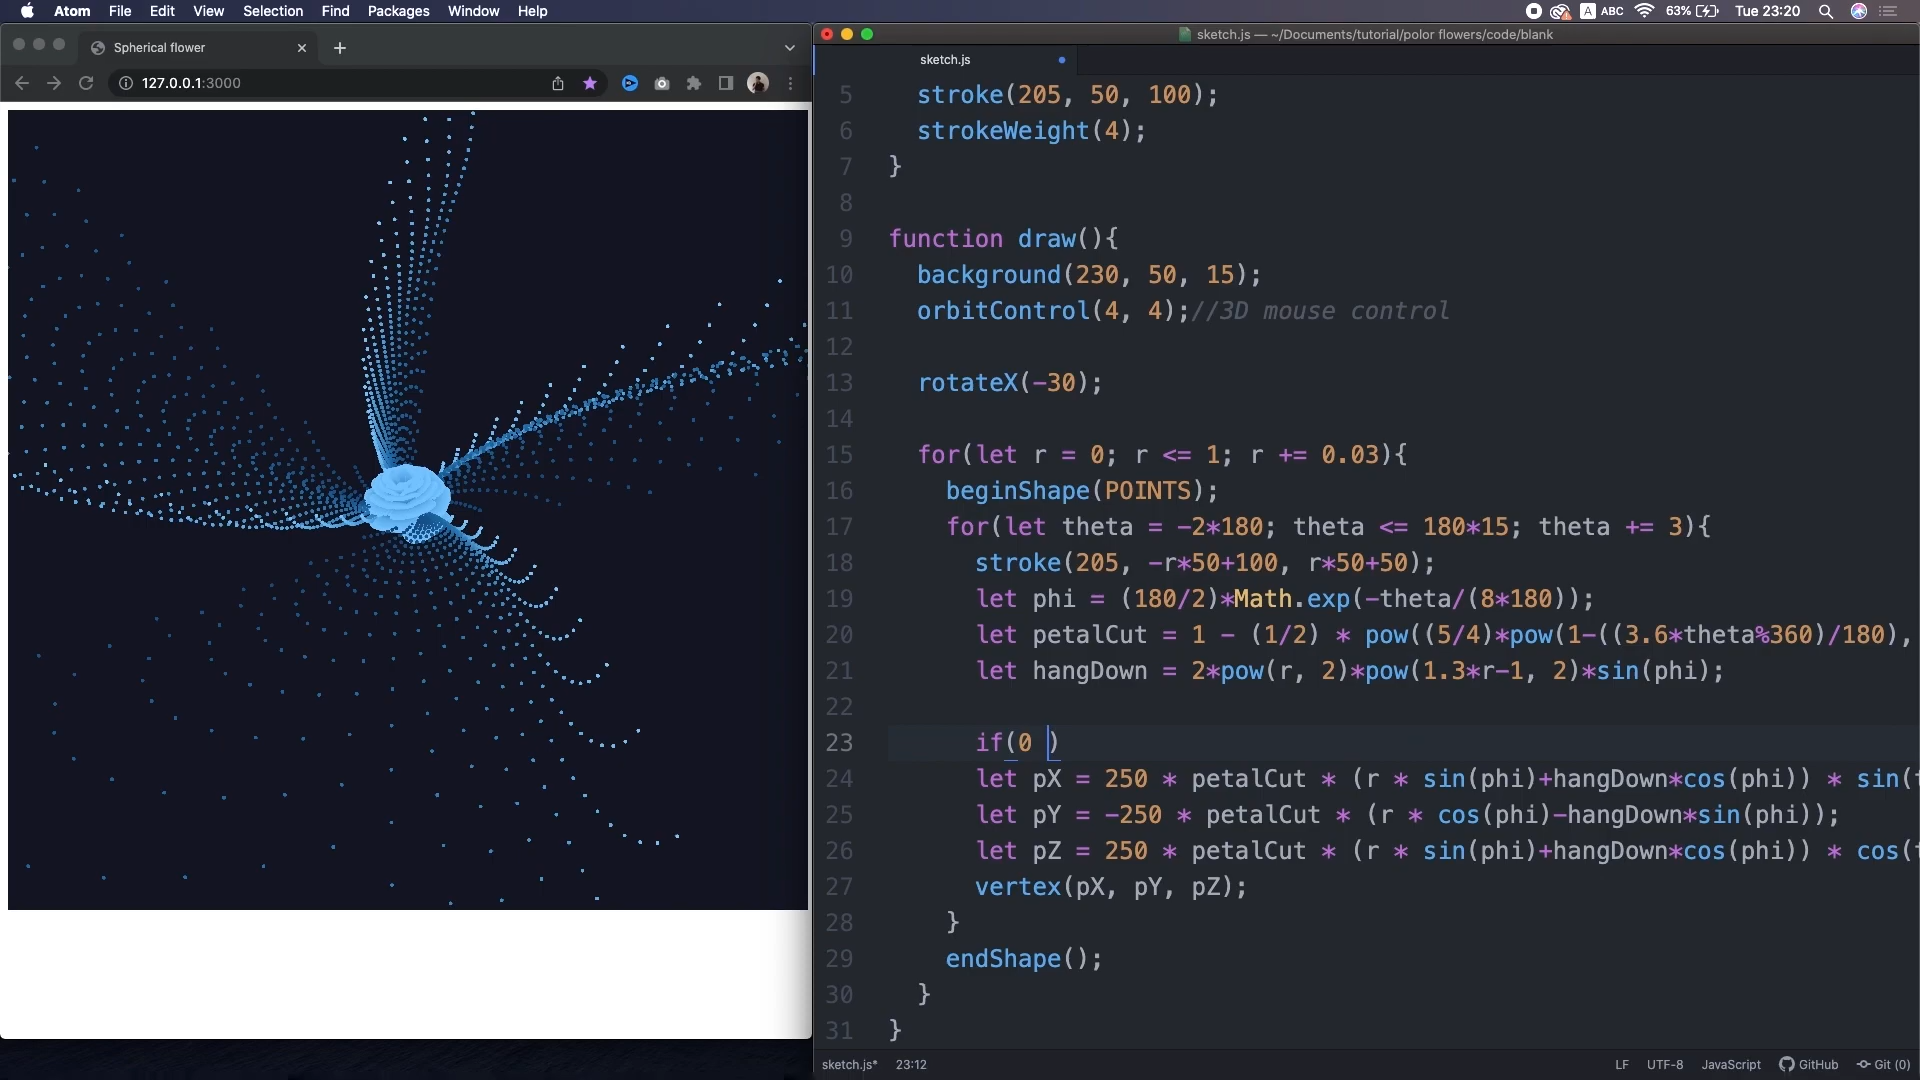 Atom File Edit View Selection Find Packages Window Help
A ABC 63% Tue 23:20
Spherical flower
127.0.0.1:3000
sketch.js — ~/Documents/tutorial/polor flowers/code/blank
sketch.js
5 stroke(205, 50, 100);
6 strokeWeight(4);
7 }
8
9 function draw(){
10 background(230, 50, 15);
11 orbitControl(4, 4);//3D mouse control
12
13 rotateX(-30);
14
15 for(let r = 0; r <= 1; r += 0.03){
16 beginShape(POINTS);
17 for(let theta = -2*180; theta <= 180*15; theta += 3){
18 stroke(205, -r*50+100, r*50+50);
19 let phi = (180/2)*Math.exp(-theta/(8*180));
20 let petalCut = 1 - (1/2) * pow((5/4)*pow(1-((3.6*theta%360)/180),
21 let hangDown = 2*pow(r, 2)*pow(1.3*r-1, 2)*sin(phi);
22
23 if(0 )
24 let pX = 250 * petalCut * (r * sin(phi)+hangDown*cos(phi)) * sin(
25 let pY = -250 * petalCut * (r * cos(phi)-hangDown*sin(phi));
26 let pZ = 250 * petalCut * (r * sin(phi)+hangDown*cos(phi)) * cos(
27 vertex(pX, pY, pZ);
28 }
29 endShape();
30 }
31 }
sketch.js* 23:12 LF UTF-8 JavaScript GitHub Git (0)